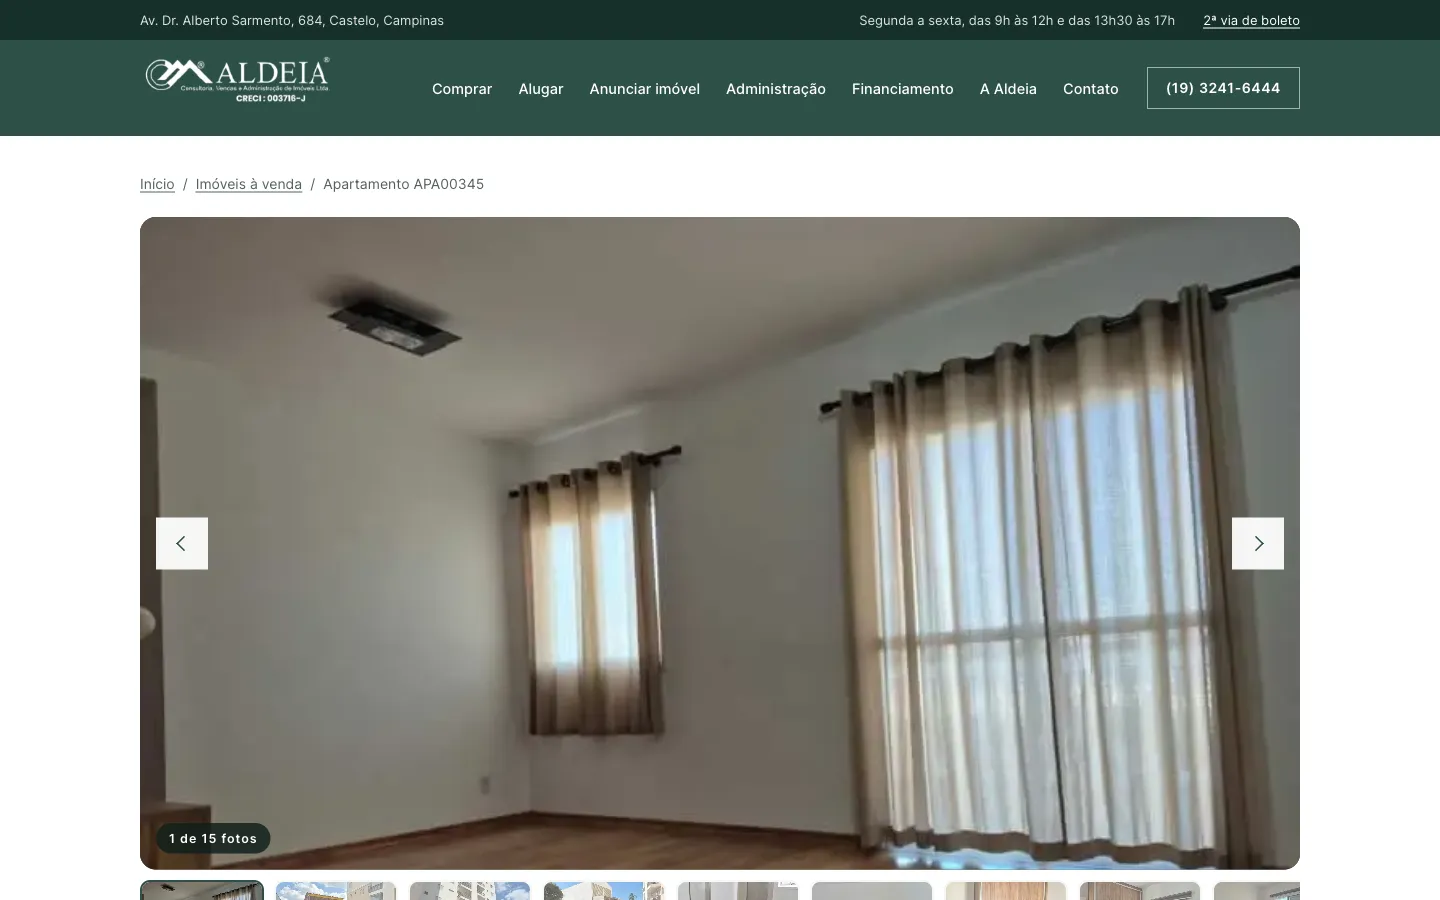 Av. Dr. Alberto Sarmento, 684, Castelo, Campinas
Segunda a sexta, das 9h às 12h e das 13h30 às 17h
2ª via de boleto
ALDEIA®
Consultoria, Vendas e Administração de Imóveis Ltda.
CRECI: 003716-J
Comprar
Alugar
Anunciar imóvel
Administração
Financiamento
A Aldeia
Contato
(19) 3241-6444
Início / Imóveis à venda / Apartamento APA00345
1 de 15 fotos